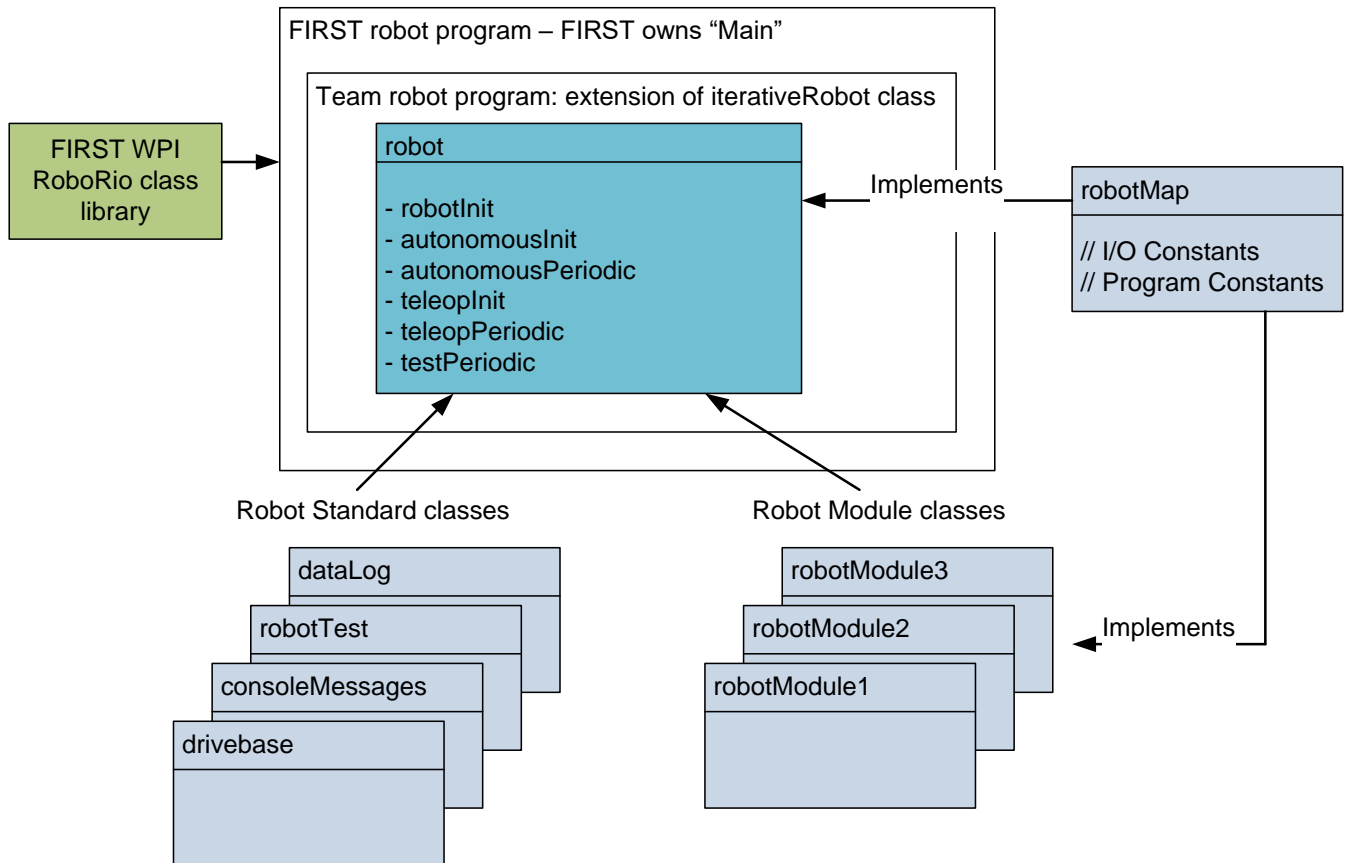 FIRST robot program – FIRST owns “Main”
Team robot program: extension of iterativeRobot class
FIRST WPI
RoboRio class
library
robot
- robotInit
- autonomousInit
- autonomousPeriodic
- teleopInit
- teleopPeriodic
- testPeriodic
Implements
robotMap
// I/O Constants
// Program Constants
Robot Standard classes
Robot Module classes
dataLog
robotTest
consoleMessages
drivebase
robotModule3
robotModule2
robotModule1
Implements